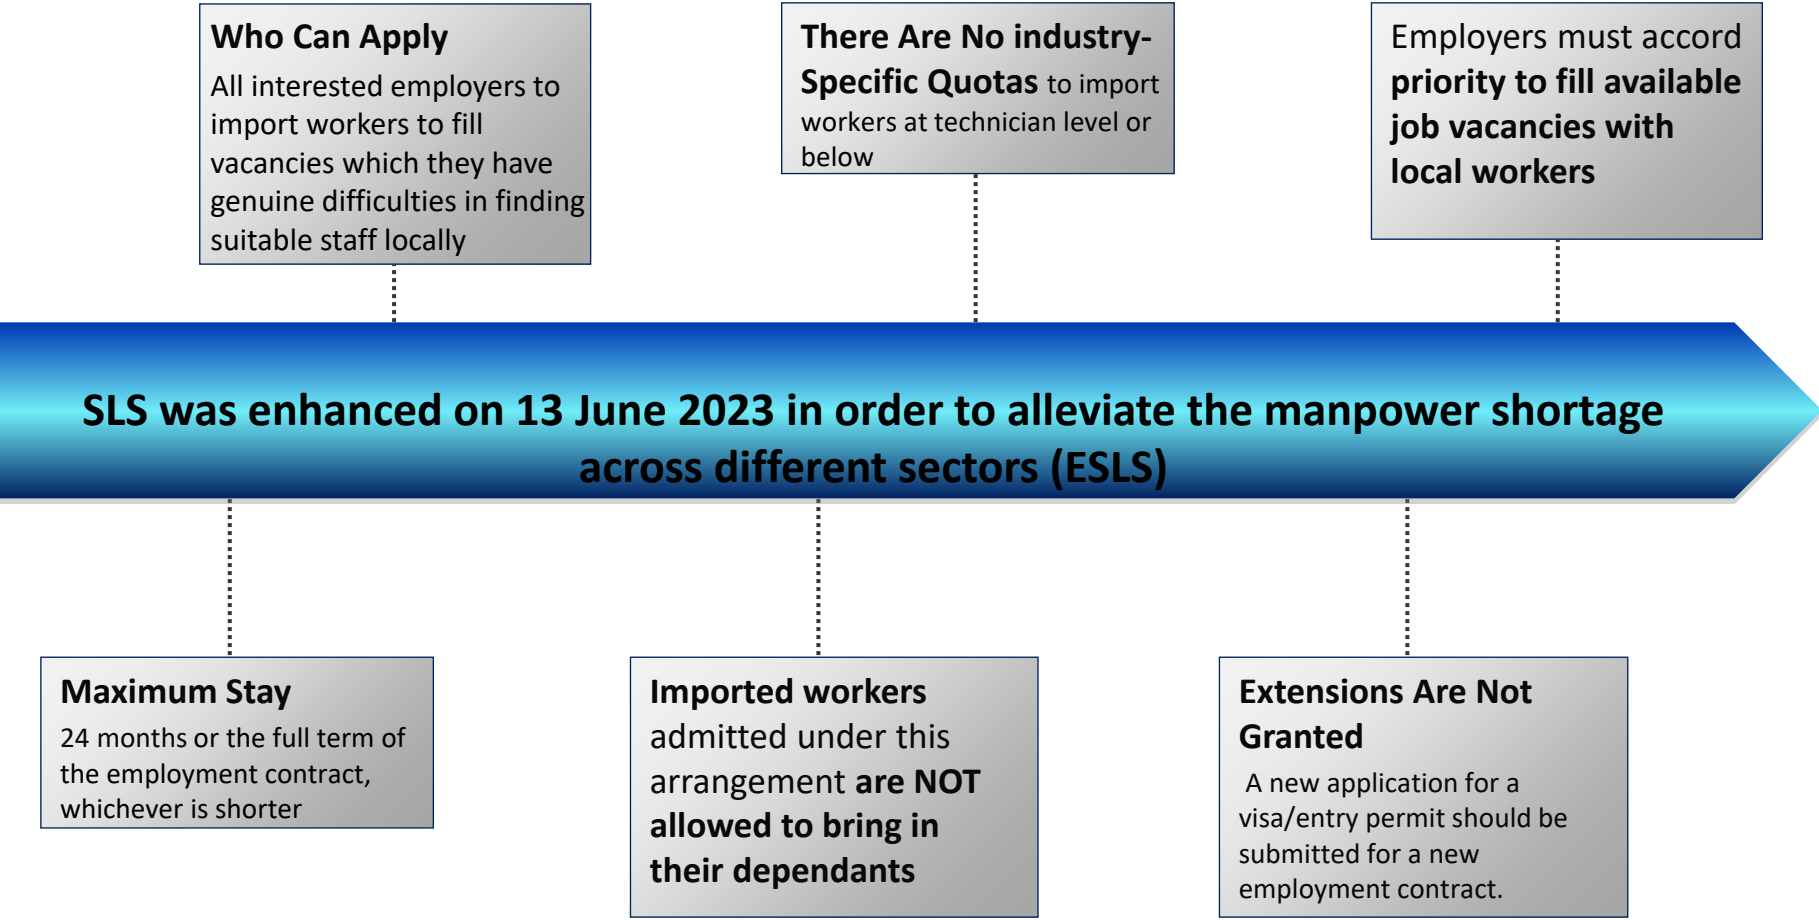 Who Can Apply
All interested employers to
import workers to fill
vacancies which they have
genuine difficulties in finding
suitable staff locally
There Are No industry-
Specific Quotas to import
workers at technician level or
below
Employers must accord
priority to fill available
job vacancies with
local workers
SLS was enhanced on 13 June 2023 in order to alleviate the manpower shortage
across different sectors (ESLS)
Maximum Stay
24 months or the full term of
the employment contract,
whichever is shorter
Imported workers
admitted under this
arrangement are NOT
allowed to bring in
their dependants
Extensions Are Not
Granted
A new application for a
visa/entry permit should be
submitted for a new
employment contract.